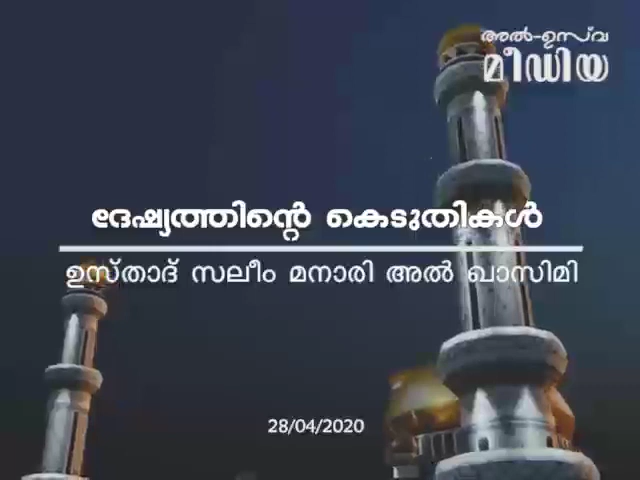 അൽ-ഉസ്‌വ
മീഡിയ
ദേഷ്യത്തിന്റെ കെടുതികൾ
ഉസ്താദ് സലീം മനാരി അൽ ഖാസിമി
28/04/2020